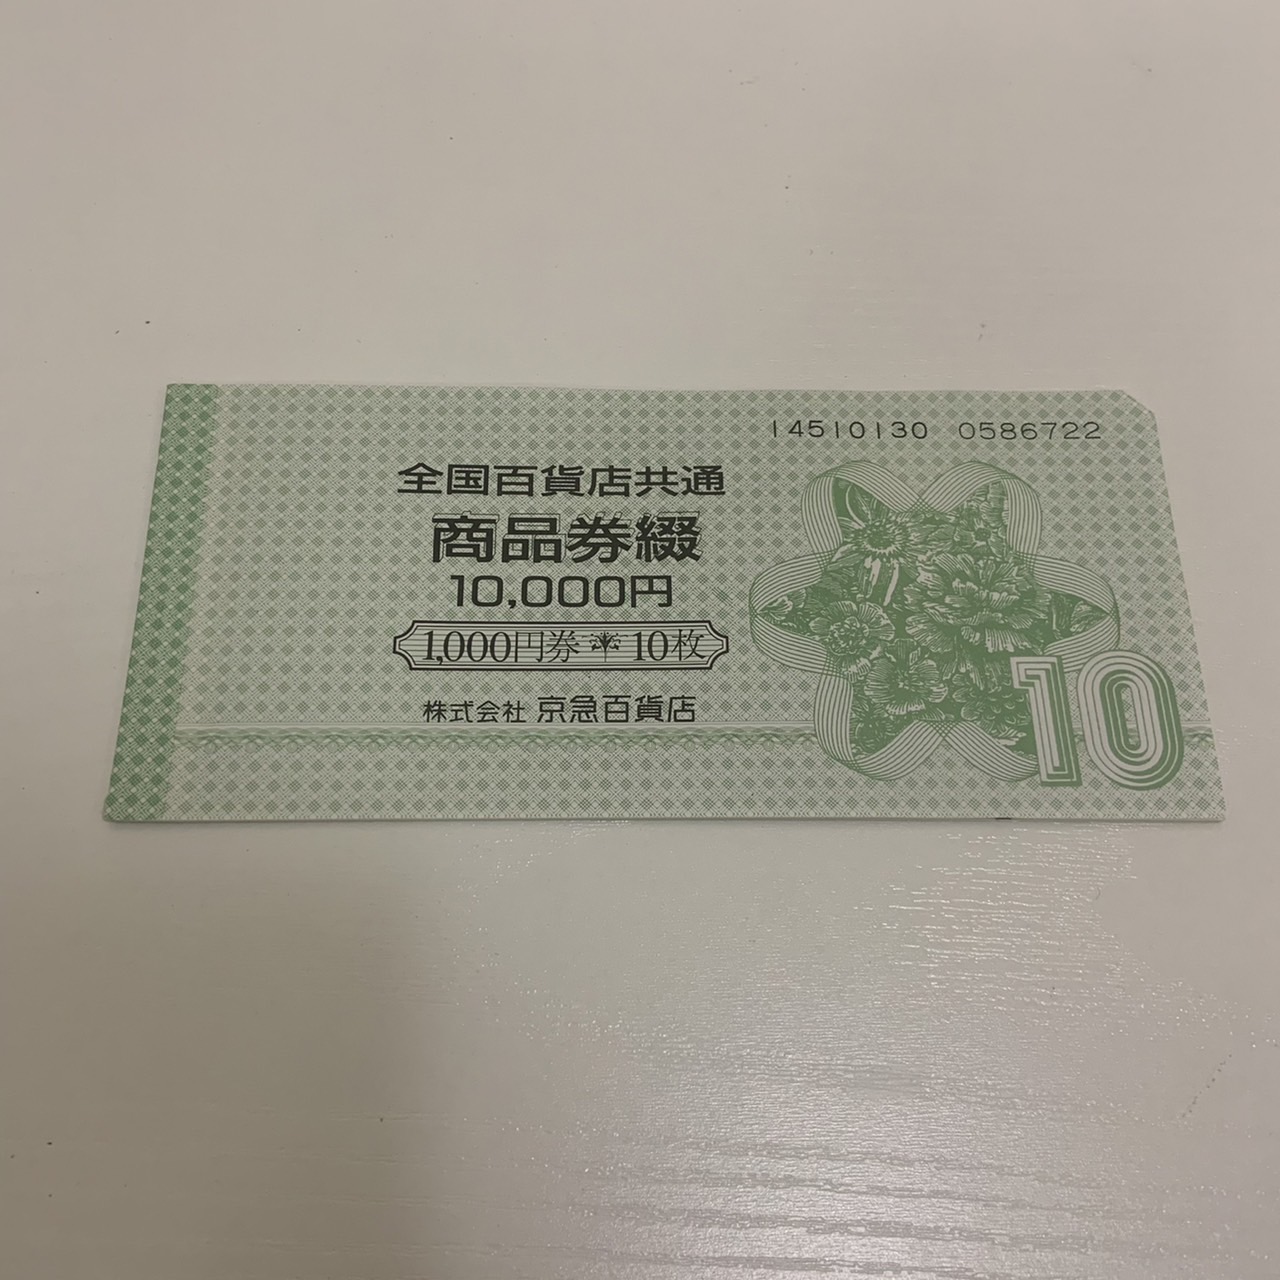 14510130 0586722
全国百貨店共通
商品券綴
10,000円
1,000円券 10枚
株式会社 京急百貨店
10